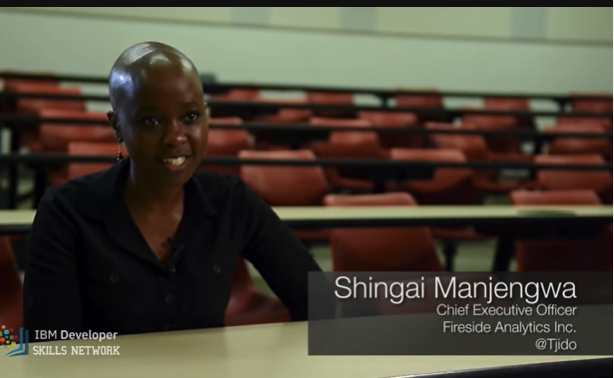 Shingai Manjengwa
Chief Executive Officer
Fireside Analytics Inc.
@Tjido
IBM Developer
SKILLS NETWORK